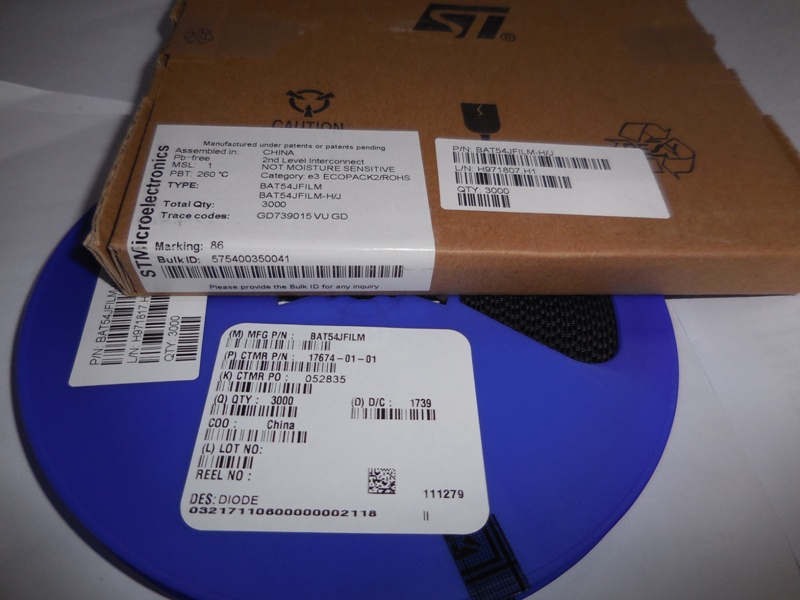 ST®
CAUTION
STMicroelectronics
Manufactured under patents or patents pending
Assembled in: CHINA
Pb-free 2nd Level Interconnect
MSL: 1 NOT MOISTURE SENSITIVE
PBT: 260 °C Category: e3 ECOPACK2/ROHS
TYPE: BAT54JFILM
BAT54JFILM-H/J
Total Qty: 3000
Trace codes: GD739015 VU GD
Marking: 86
Bulk ID: 575400350041
Please provide the Bulk ID for any inquiry
P/N: BAT54JFILM-H/J
L/N: H971807.H1
QTY: 3000
P/N: BAT54JFILM
L/N: H971817.H
QTY: 3000
(M) MFG P/N : BAT54JFILM
(P) CTMR P/N : 17674-01-01
(K) CTMR PO : 052835
(Q) QTY : 3000 (D) D/C : 1739
COO : China
(L) LOT NO:
REEL NO :
111279
DES: DIODE
03217110600000002118 II